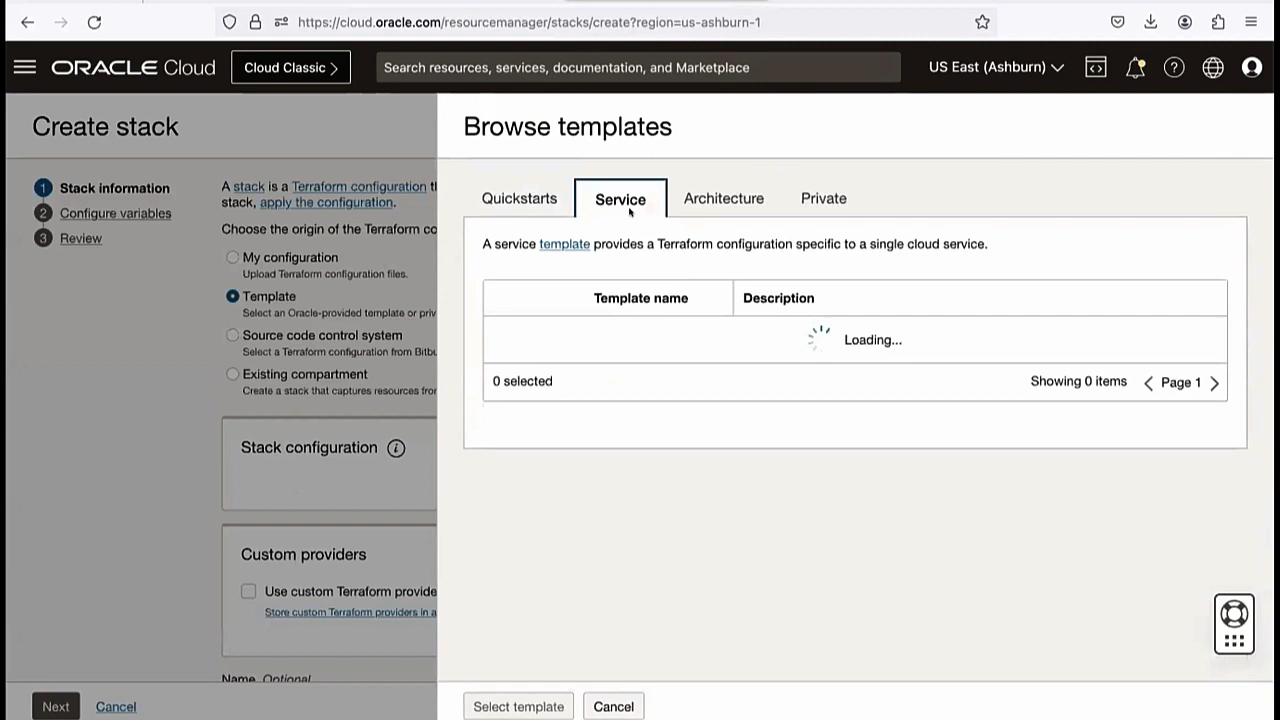 https://cloud.oracle.com/resourcemanager/stacks/create?region=us-ashburn-1
ORACLE Cloud
Cloud Classic >
Search resources, services, documentation, and Marketplace
US East (Ashburn)
Create stack
1 Stack information
2 Configure variables
3 Review
A stack is a Terraform configuration
stack, apply the configuration.
Choose the origin of the Terraform
My configuration
Upload Terraform configuration files.
Template
Select an Oracle-provided template or
Source code control system
Select a Terraform configuration from
Existing compartment
Create a stack that captures resources
Stack configuration i
Custom providers
Use custom Terraform
Store custom Terraform providers in a
Name Optional
Next
Cancel
Browse templates
Quickstarts
Service
Architecture
Private
A service template provides a Terraform configuration specific to a single cloud service.
Template name
Description
Loading...
0 selected
Showing 0 items
< Page 1 >
Select template
Cancel